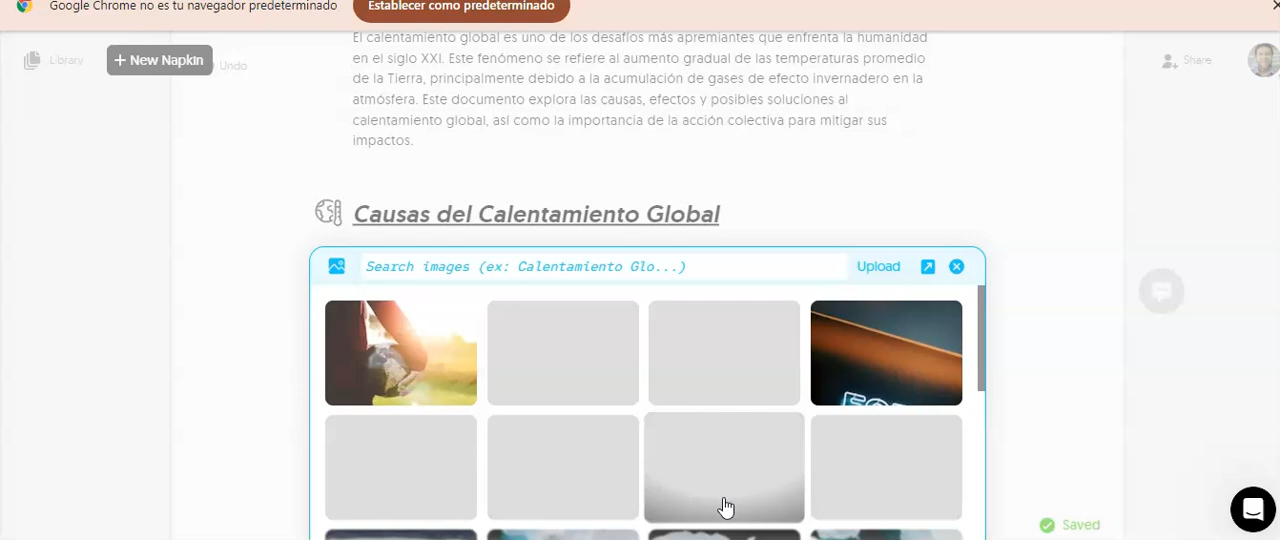 Google Chrome no es tu navegador predeterminado
Establecer como predeterminado
Library
+ New Napkin
Undo
Share
El calentamiento global es uno de los desafíos más apremiantes que enfrenta la humanidad
en el siglo XXI. Este fenómeno se refiere al aumento gradual de las temperaturas promedio
de la Tierra, principalmente debido a la acumulación de gases de efecto invernadero en la
atmósfera. Este documento explora las causas, efectos y posibles soluciones al
calentamiento global, así como la importancia de la acción colectiva para mitigar sus
impactos.
Causas del Calentamiento Global
Search images (ex: Calentamiento Glo...)
Upload
Saved